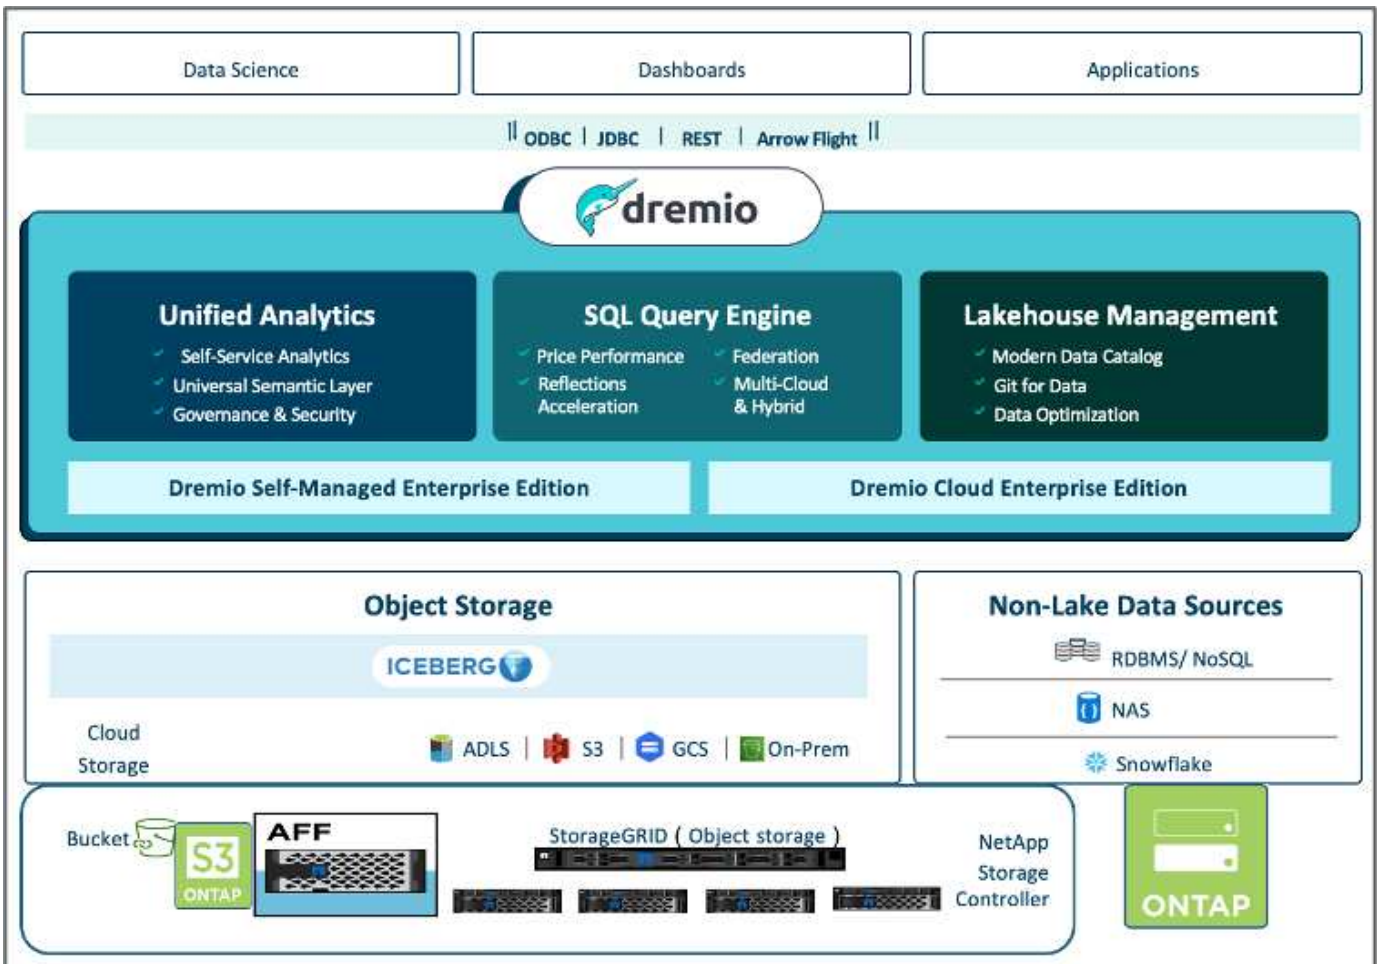 Data Science
Dashboards
Applications
|| ODBC | JDBC | REST | Arrow Flight ||
dremio
Unified Analytics
Self-Service Analytics
Universal Semantic Layer
Governance & Security
SQL Query Engine
Price Performance
Reflections
Acceleration
Federation
Multi-Cloud
& Hybrid
Lakehouse Management
Modern Data Catalog
Git for Data
Data Optimization
Dremio Self-Managed Enterprise Edition
Dremio Cloud Enterprise Edition
Object Storage
ICEBERG
Cloud
Storage
ADLS | S3 | GCS | On-Prem
Non-Lake Data Sources
RDBMS/ NoSQL
NAS
Snowflake
Bucket
S3
ONTAP
AFF
StorageGRID ( Object storage )
NetApp
Storage
Controller
ONTAP